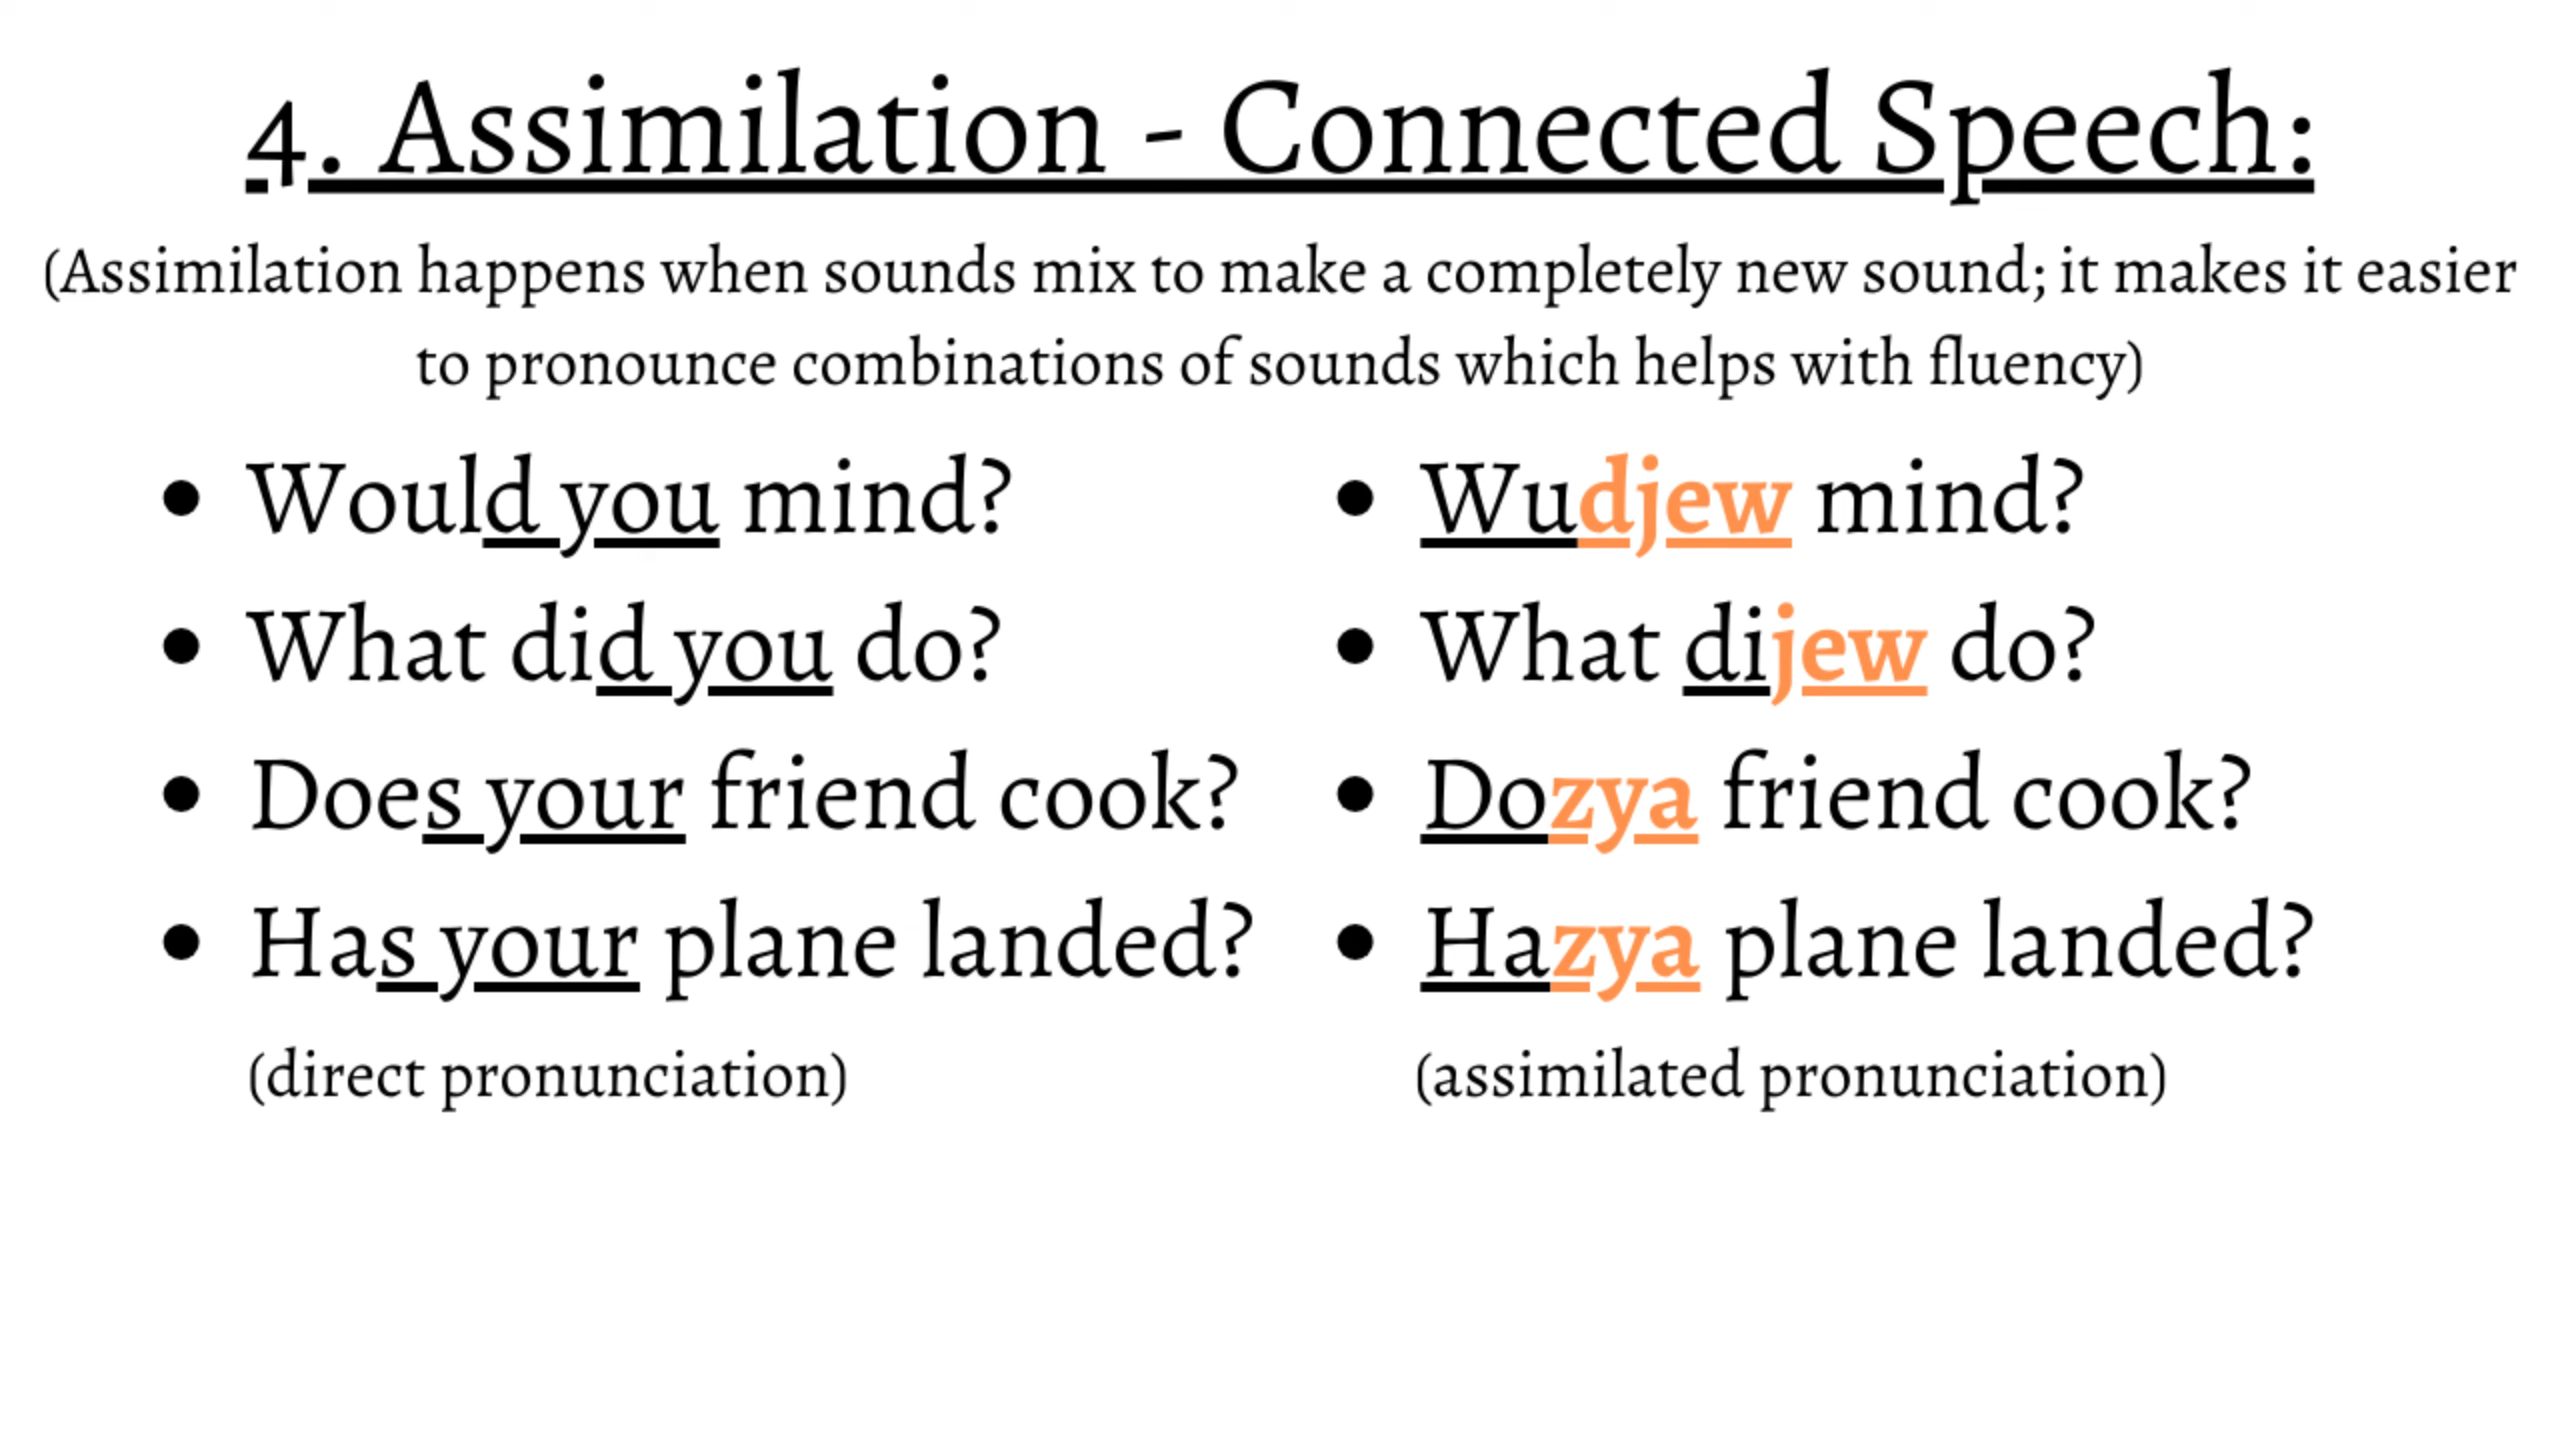 4. Assimilation - Connected Speech:
(Assimilation happens when sounds mix to make a completely new sound; it makes it easier
to pronounce combinations of sounds which helps with fluency)
• Would you mind?
• What did you do?
• Does your friend cook?
• Has your plane landed?
(direct pronunciation)
• Wudjew mind?
• What dijew do?
• Dozya friend cook?
• Hazya plane landed?
(assimilated pronunciation)